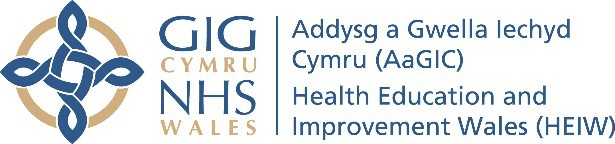 GIG
CYMRU
NHS
WALES
Addysg a Gwella Iechyd
Cymru (AaGIC)
Health Education and
Improvement Wales (HEIW)